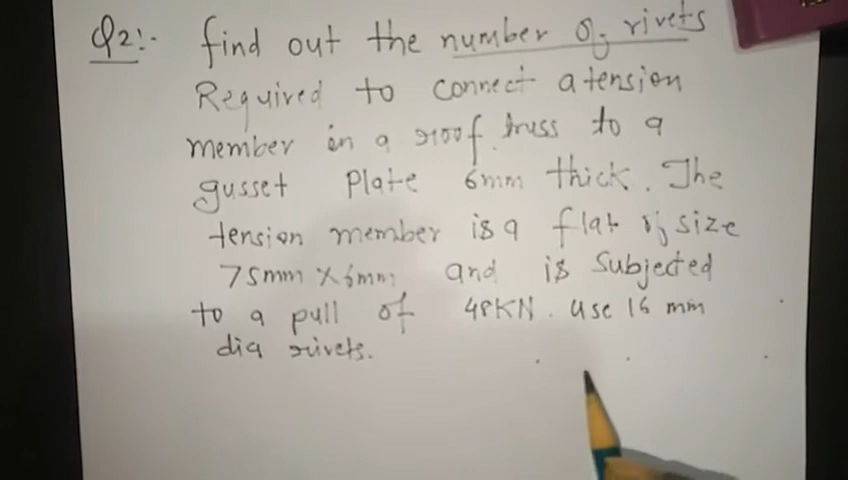 Q2:- find out the number of rivets
Required to connect a tension
member in a roof truss to a
gusset Plate 6mm thick. The
tension member is a flat of size
75mm x 6mm and is Subjected
to a pull of 48KN. use 16 mm
dia rivets.